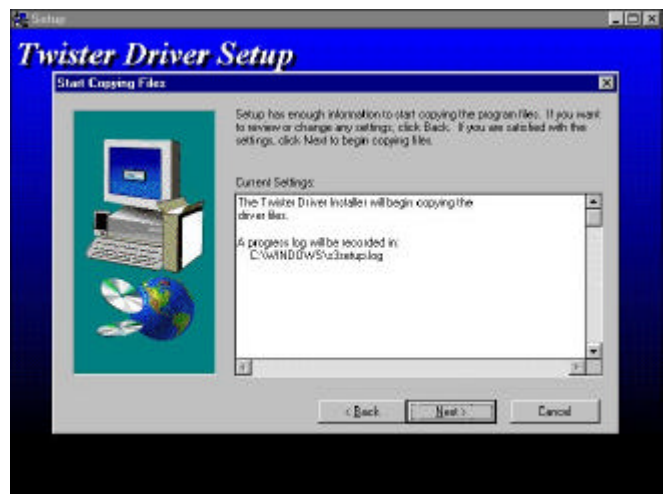 Setup
Twister Driver Setup
Start Copying Files
Setup has enough information to start copying the program files. If you want
to review or change any settings, click Back. If you are satisfied with the
settings, click Next to begin copying files.
Current Settings:
The Twister Driver Installer will begin copying the
driver files.
A progress log will be recorded in:
C:\WINDOWS\s3setup.log
< Back
Next >
Cancel